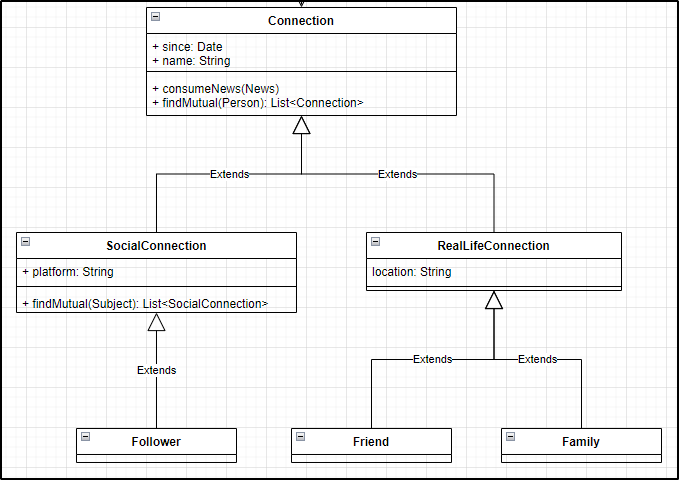 Connection
+ since: Date
+ name: String
+ consumeNews(News)
+ findMutual(Person): List<Connection>
Extends
Extends
SocialConnection
+ platform: String
+ findMutual(Subject): List<SocialConnection>
RealLifeConnection
location: String
Extends
Extends
Extends
Follower
Friend
Family